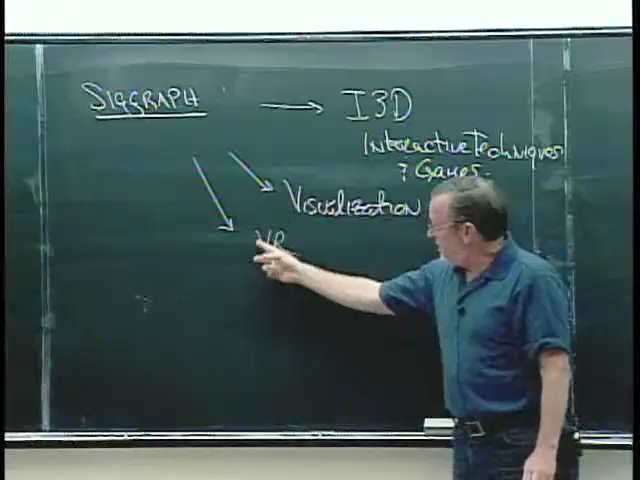 SIGGRAPH
I3D
Interactive Techniques
& Games
Visualization
VR